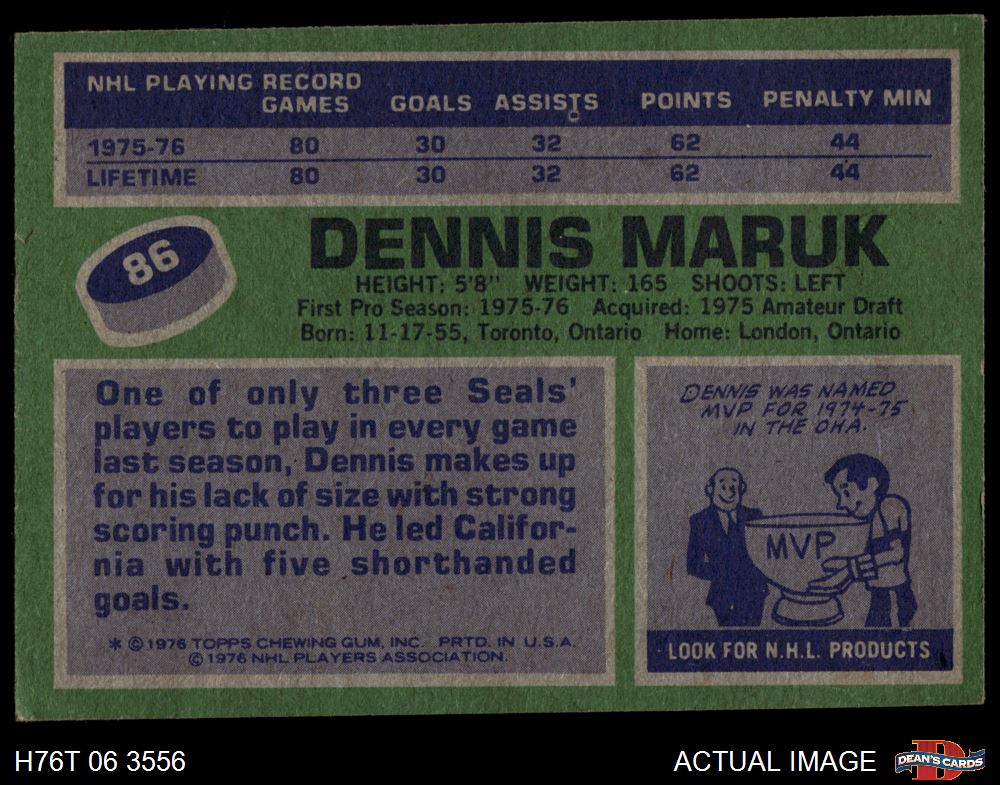 NHL PLAYING RECORD
GAMES GOALS ASSISTS POINTS PENALTY MIN
1975-76 80 30 32 62 44
LIFETIME 80 30 32 62 44
86
DENNIS MARUK
HEIGHT: 5'8" WEIGHT: 165 SHOOTS: LEFT
First Pro Season: 1975-76 Acquired: 1975 Amateur Draft
Born: 11-17-55, Toronto, Ontario Home: London, Ontario
One of only three Seals'
players to play in every game
last season, Dennis makes up
for his lack of size with strong
scoring punch. He led Califor-
nia with five shorthanded
goals.
* © 1976 TOPPS CHEWING GUM, INC. PRTD. IN U.S.A.
© 1976 NHL PLAYERS ASSOCIATION.
DENNIS WAS NAMED
MVP FOR 1974-75
IN THE OHA.
MVP
LOOK FOR N.H.L. PRODUCTS
H76T 06 3556
ACTUAL IMAGE
D
DEAN'S CARDS